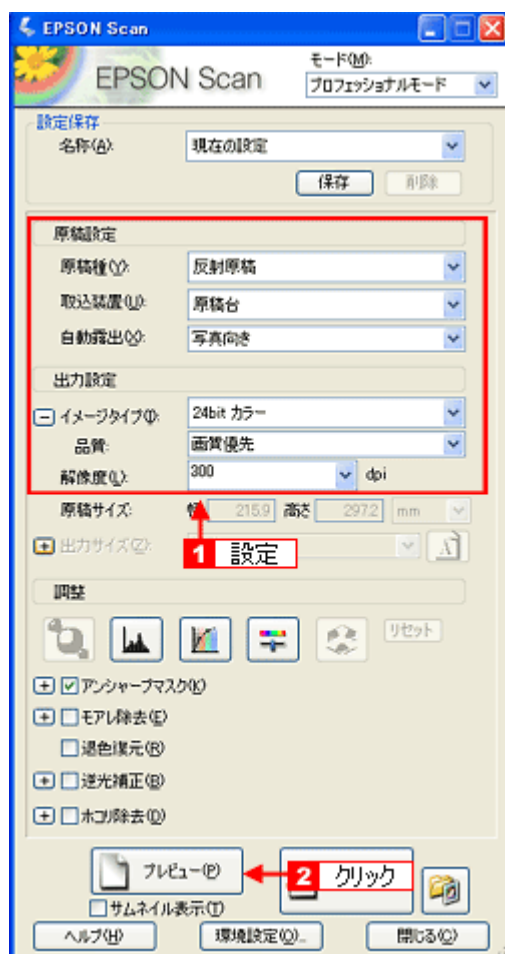 EPSON Scan
EPSON Scan
モード(M):
プロフェッショナルモード
設定保存
名称(A):
現在の設定
保存
削除
原稿設定
原稿種(Y):
反射原稿
取込装置(U):
原稿台
自動露出(X):
写真向き
出力設定
イメージタイプ(I):
24bit カラー
品質:
画質優先
解像度(L):
300
dpi
原稿サイズ:
215.9
高さ
297.2
mm
出力サイズ(Z):
1 設定
調整
リセット
アンシャープマスク(K)
モアレ除去(E)
退色復元(R)
逆光補正(B)
ホコリ除去(D)
プレビュー(P)
2 クリック
サムネイル表示(T)
ヘルプ(H)
環境設定(O)...
閉じる(C)